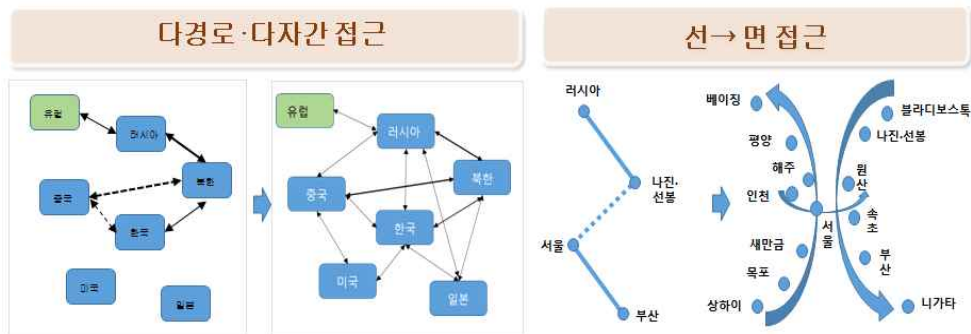 다경로·다자간 접근
선→면 접근
유럽
러시아
북한
중국
한국
미국
일본
유럽
러시아
북한
중국
한국
미국
일본
러시아
나진·
선봉
서울
부산
베이징
블라디보스톡
나진·선봉
평양
해주
원
산
인천
서
울
속
초
새만금
부
산
목포
상하이
니가타